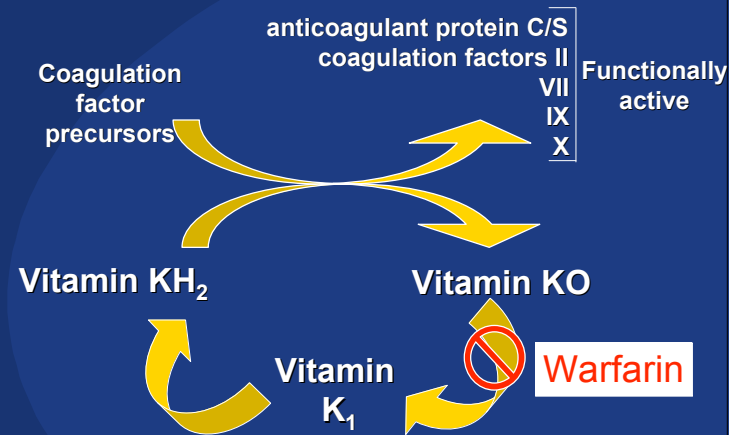 anticoagulant protein C/S
coagulation factors II
VII
IX
X
Functionally
active
Coagulation
factor
precursors
Vitamin KH₂
Vitamin KO
Vitamin
K₁
Warfarin